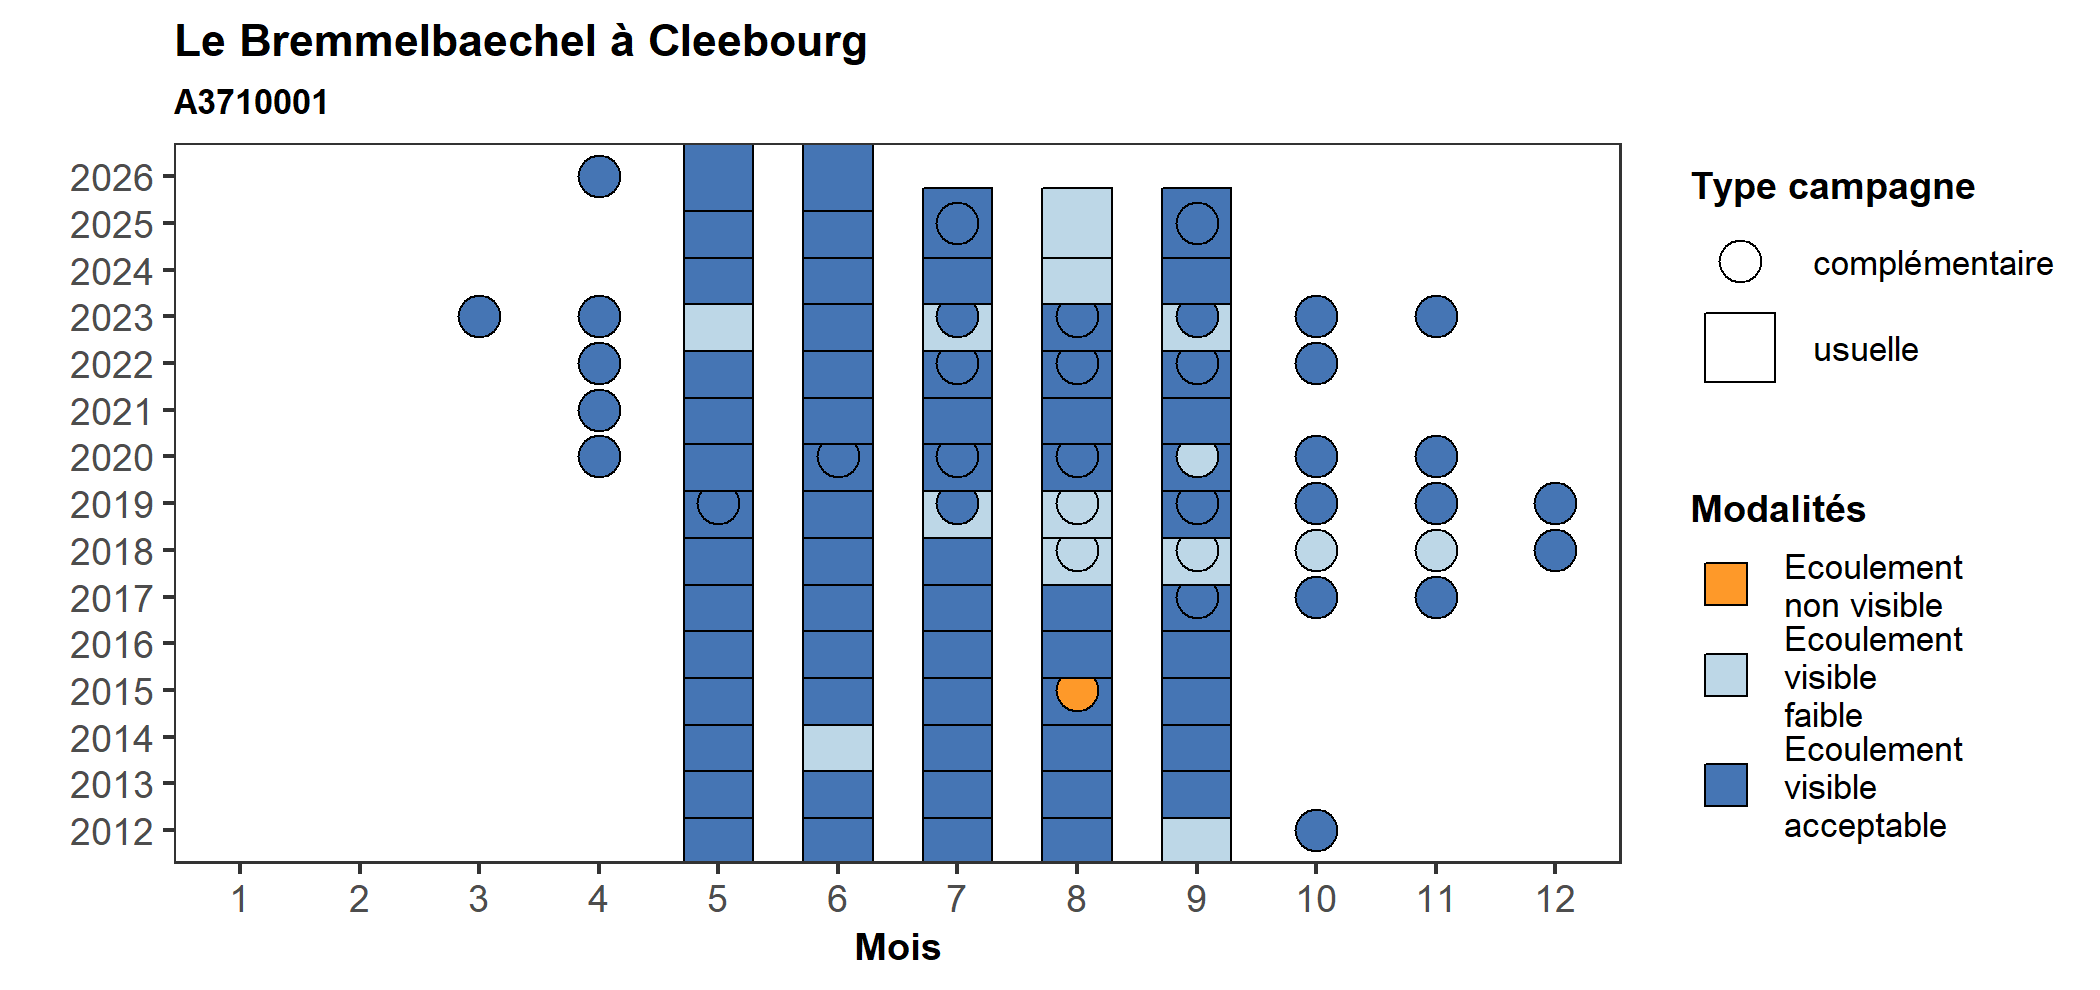 Le Bremmelbaechel à Cleebourg
A3710001
2026
2025
2024
2023
2022
2021
2020
2019
2018
2017
2016
2015
2014
2013
2012
1 2 3 4 5 6 7 8 9 10 11 12
Mois
Type campagne
complémentaire
usuelle
Modalités
Ecoulement
non visible
Ecoulement
visible
faible
Ecoulement
visible
acceptable